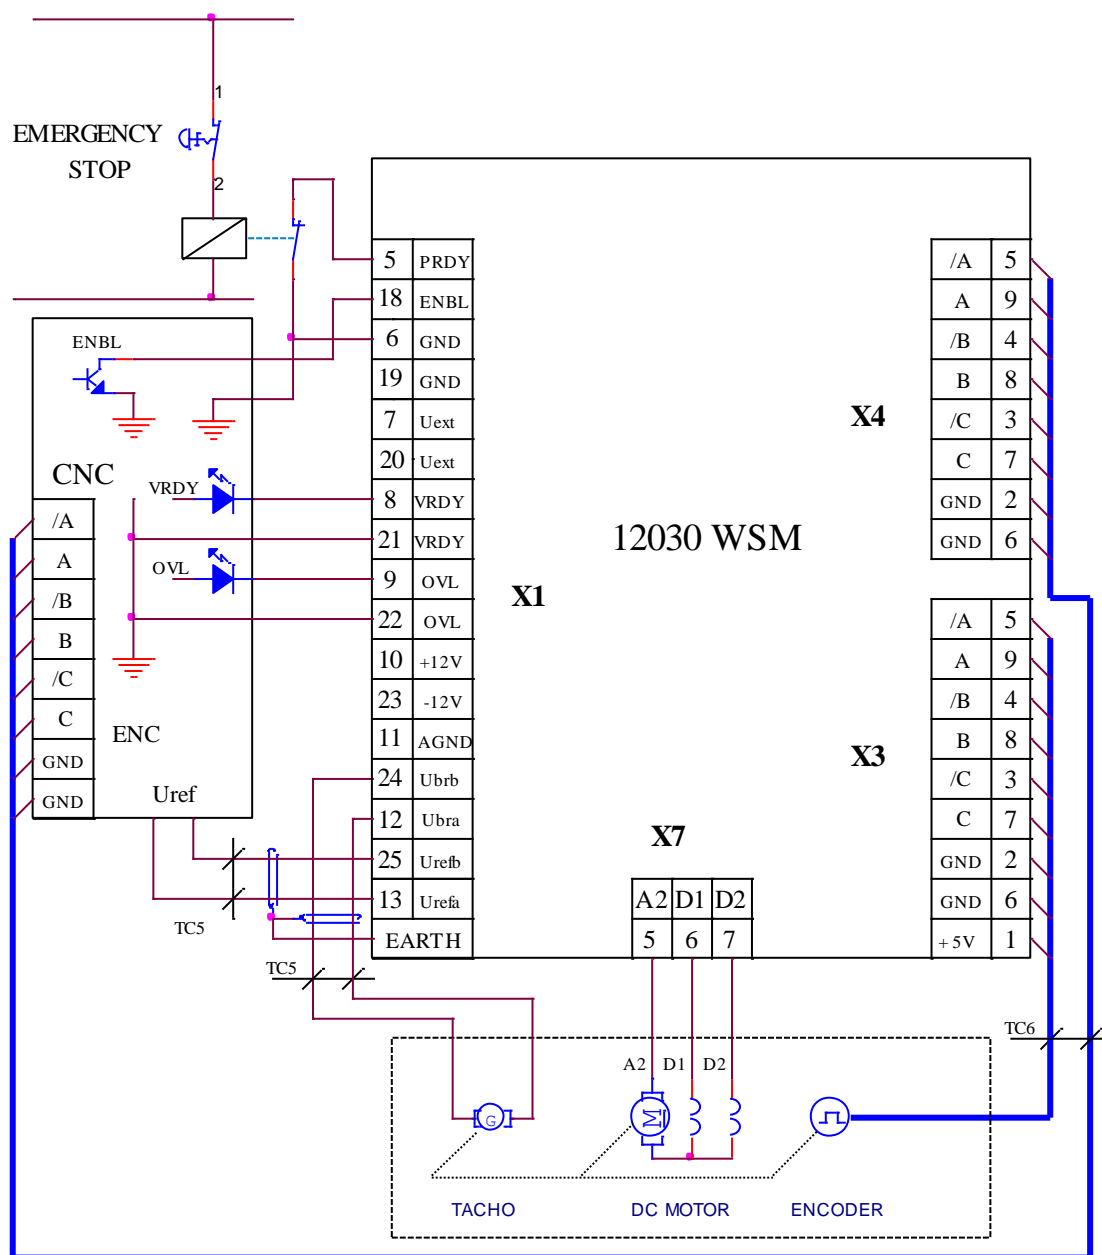 1
EMERGENCY
STOP
2
5 PRDY
18 ENBL
6 GND
19 GND
7 Uext
20 Uext
8 VRDY
21 VRDY
9 OVL
22 OVL
10 +12V
23 -12V
11 AGND
24 Ubrb
12 Ubra
25 Urefb
13 Urefa
EARTH
ENBL
CNC
VRDY
OVL
/A
A
/B
B
/C
C
GND
GND
ENC
Uref
TC5
TC5
X1
12030 WSM
X4
/A 5
A 9
/B 4
B 8
/C 3
C 7
GND 2
GND 6
X3
/A 5
A 9
/B 4
B 8
/C 3
C 7
GND 2
GND 6
+5V 1
X7
A2 D1 D2
5 6 7
TC6
A2 D1 D2
G
M
TACHO
DC MOTOR
ENCODER